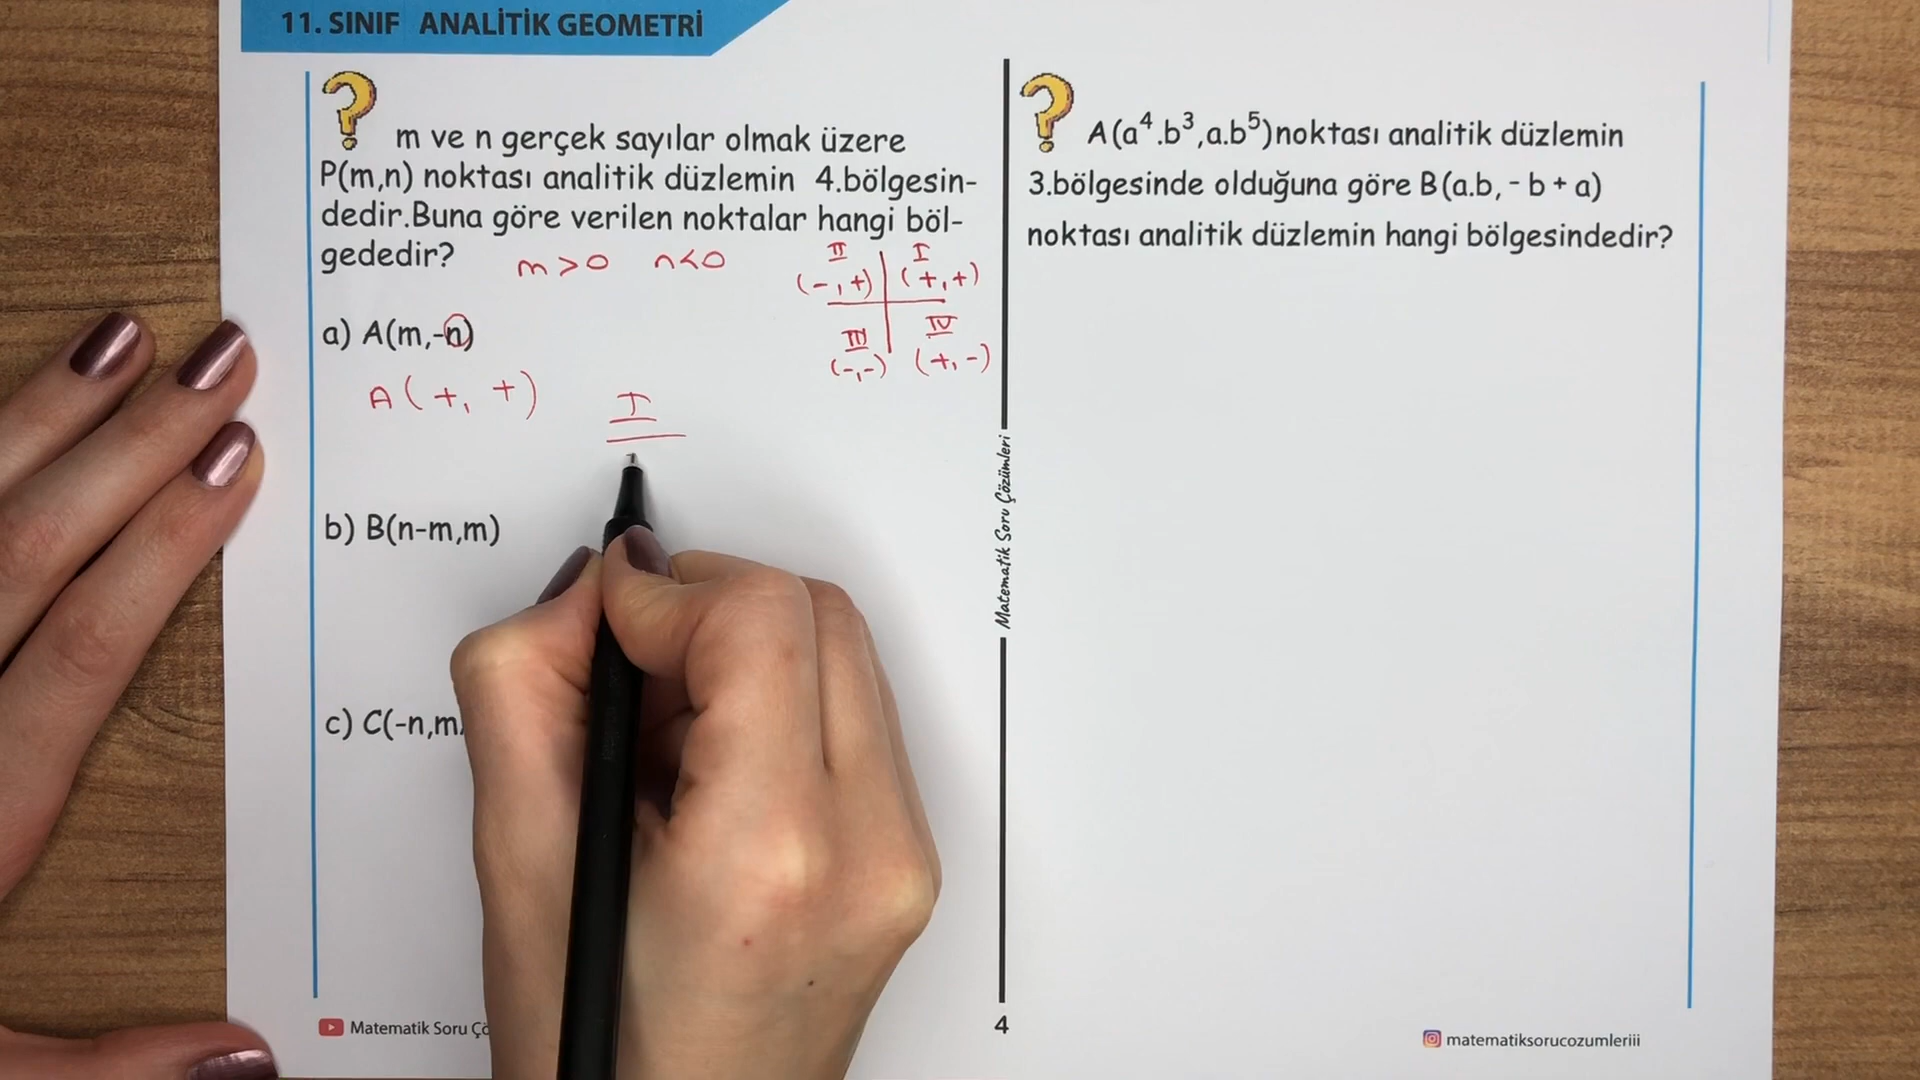 11. SINIF ANALİTİK GEOMETRİ
m ve n gerçek sayılar olmak üzere
P(m,n) noktası analitik düzlemin 4.bölgesin-
dedir.Buna göre verilen noktalar hangi böl-
gededir?
m > 0 n < 0
II I
(-,+) (+,+)
III IV
(-,-) (+,-)
a) A(m,-n)
A(+, +) I
b) B(n-m,m)
c) C(-n,m
Matematik Soru
Matematik Soru Çözümleri
A(a⁴.b³,a.b⁵)noktası analitik düzlemin
3.bölgesinde olduğuna göre B(a.b, - b + a)
noktası analitik düzlemin hangi bölgesindedir?
4
matematiksorucozumleriii